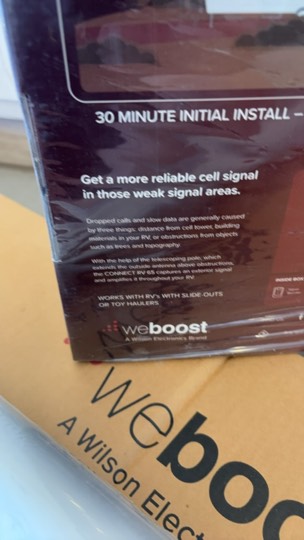 30 MINUTE INITIAL INSTALL –
Get a more reliable cell signal
in those weak signal areas.
Dropped calls and slow data are generally caused
by three things: distance from cell tower, building
materials in your RV, or obstructions from objects
such as trees and topography.
With the help of the telescoping pole, which
extends the outside antenna above obstructions,
the CONNECT RV 65 captures an external signal
and amplifies it throughout your RV.
WORKS WITH RV's WITH SLIDE OUTS
OR TOY HAULERS
INSIDE BOX
weboost
A Wilson Electronics Brand
weboo
A Wilson Elect